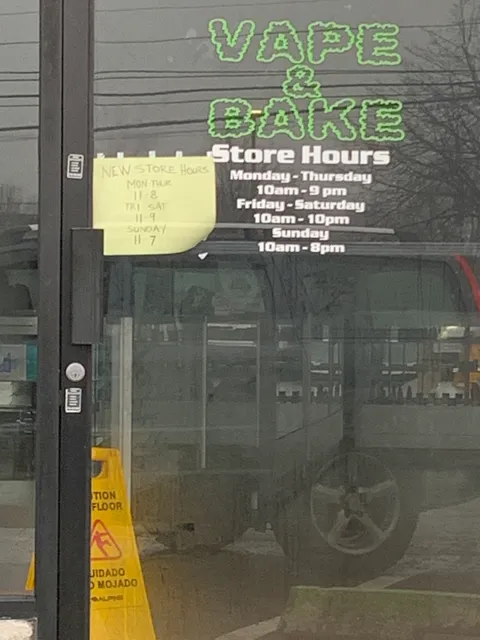 VAPE
&
BAKE
Store Hours
Monday - Thursday
10am - 9 pm
Friday - Saturday
10am - 10pm
Sunday
10am - 8pm
NEW STORE HOURS
MON THUR
11-8
FRI SAT
11-9
SUNDAY
11 7
TION
FLOOR
UIDADO
O MOJADO